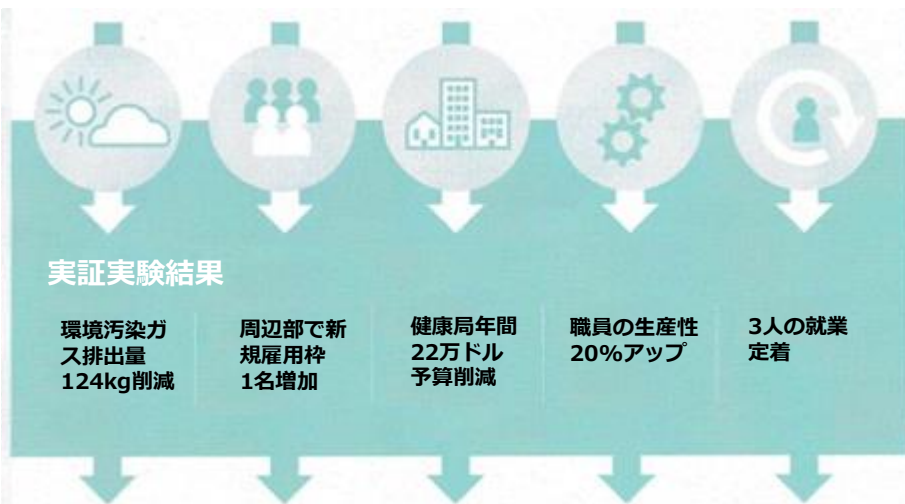 実証実験結果
環境汚染ガ
ス排出量
124kg削減
周辺部で新
規雇用枠
1名増加
健康局年間
22万ドル
予算削減
職員の生産性
20%アップ
3人の就業
定着